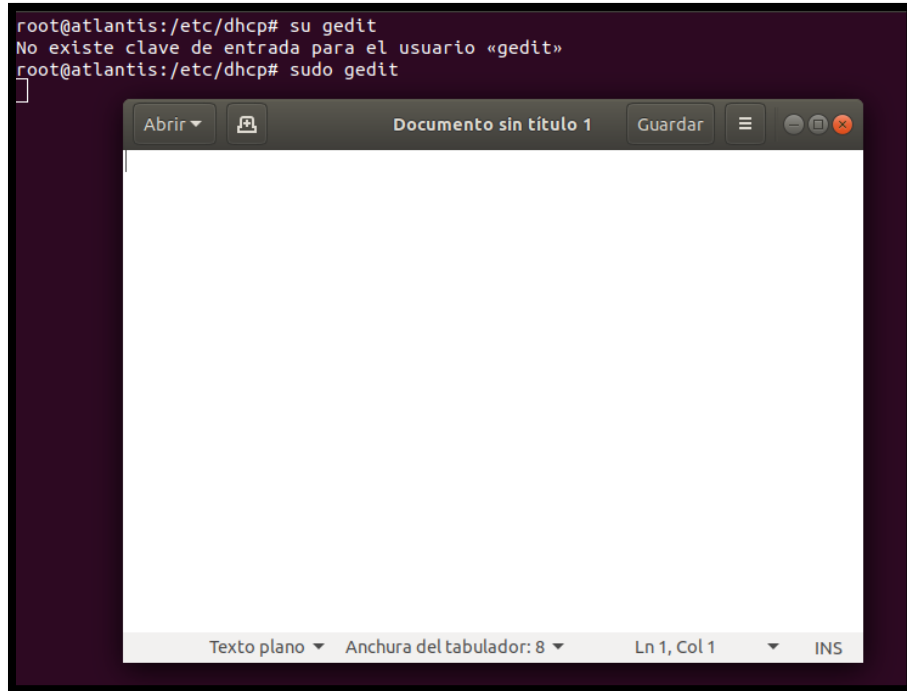 root@atlantis:/etc/dhcp# su gedit
No existe clave de entrada para el usuario «gedit»
root@atlantis:/etc/dhcp# sudo gedit
Abrir Documento sin título 1 Guardar
Texto plano Anchura del tabulador: 8 Ln 1, Col 1 INS